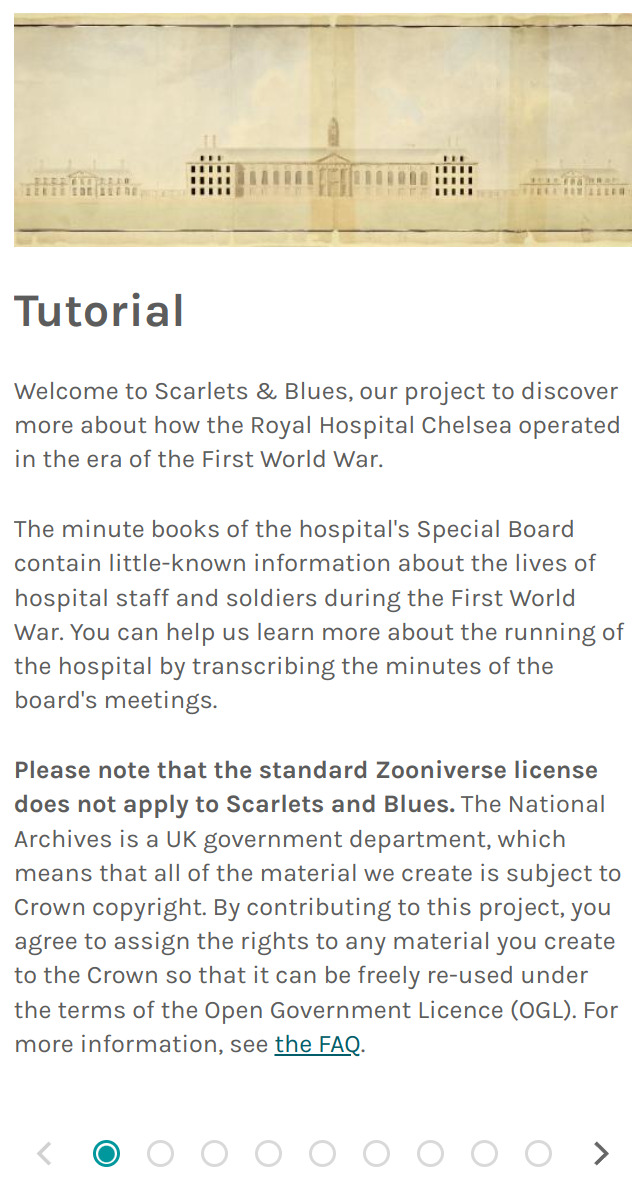 Tutorial
Welcome to Scarlets & Blues, our project to discover
more about how the Royal Hospital Chelsea operated
in the era of the First World War.
The minute books of the hospital's Special Board
contain little-known information about the lives of
hospital staff and soldiers during the First World
War. You can help us learn more about the running of
the hospital by transcribing the minutes of the
board's meetings.
Please note that the standard Zooniverse license
does not apply to Scarlets and Blues. The National
Archives is a UK government department, which
means that all of the material we create is subject to
Crown copyright. By contributing to this project, you
agree to assign the rights to any material you create
to the Crown so that it can be freely re-used under
the terms of the Open Government Licence (OGL). For
more information, see the FAQ.